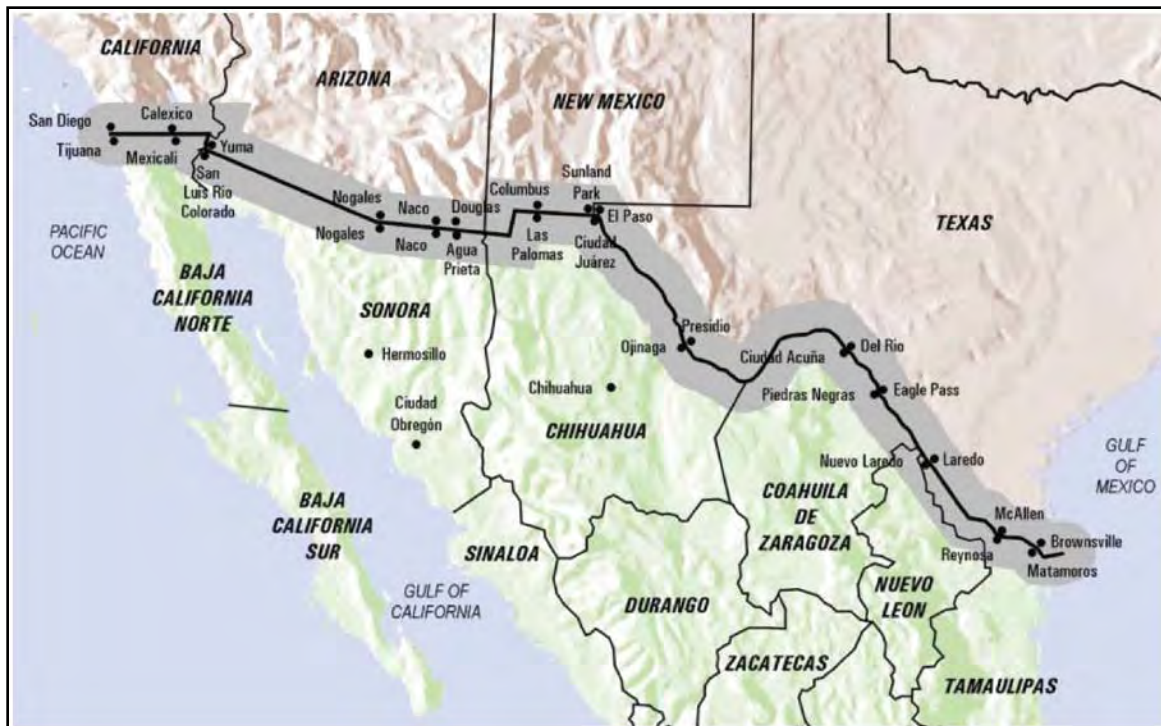 CALIFORNIA
ARIZONA
NEW MEXICO
TEXAS
San Diego
Calexico
Tijuana
Mexicali
Yuma
San
Luis Rio
Colorado
Nogales
Nogales
Naco
Naco
Douglas
Agua
Prieta
Columbus
Las
Palomas
Sunland
Park
El Paso
Ciudad
Juárez
PACIFIC
OCEAN
BAJA
CALIFORNIA
NORTE
SONORA
Hermosillo
Ciudad
Obregón
Chihuahua
CHIHUAHUA
Presidio
Ojinaga
Ciudad Acuña
Del Rio
Piedras Negras
Eagle Pass
Nuevo Laredo
Laredo
GULF
OF
MEXICO
BAJA
CALIFORNIA
SUR
GULF OF
CALIFORNIA
SINALOA
DURANGO
COAHUILA
DE
ZARAGOZA
McAllen
Reynosa
Brownsville
Matamoros
NUEVO
LEON
ZACATECAS
TAMAULIPAS